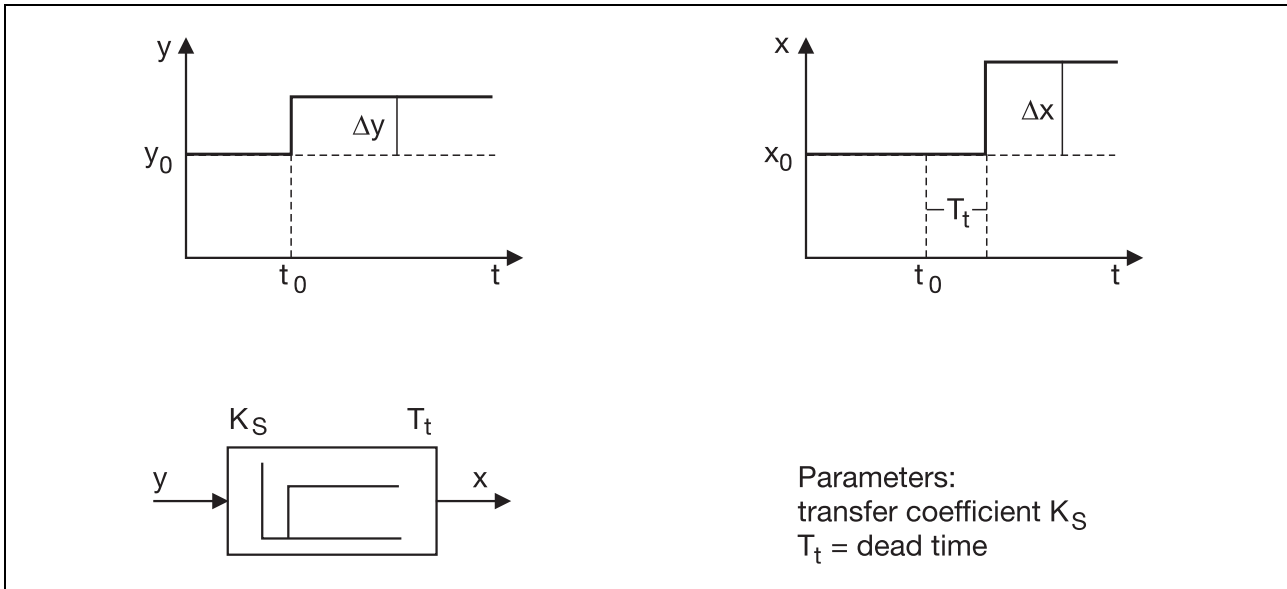 y
Δy
y0
t0
t
x
Δx
x0
Tt
t0
t
KS
Tt
y
x
Parameters:
transfer coefficient KS
Tt = dead time